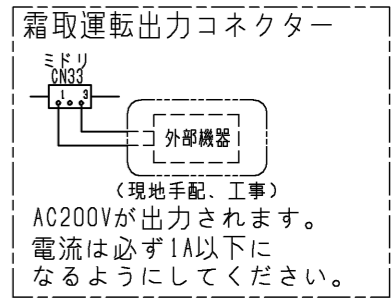 霜取運転出力コネクター
ミドリ
CN33
1 3
外部機器
(現地手配、工事)
AC200Vが出力されます。
電流は必ず1A以下に
なるようにしてください。